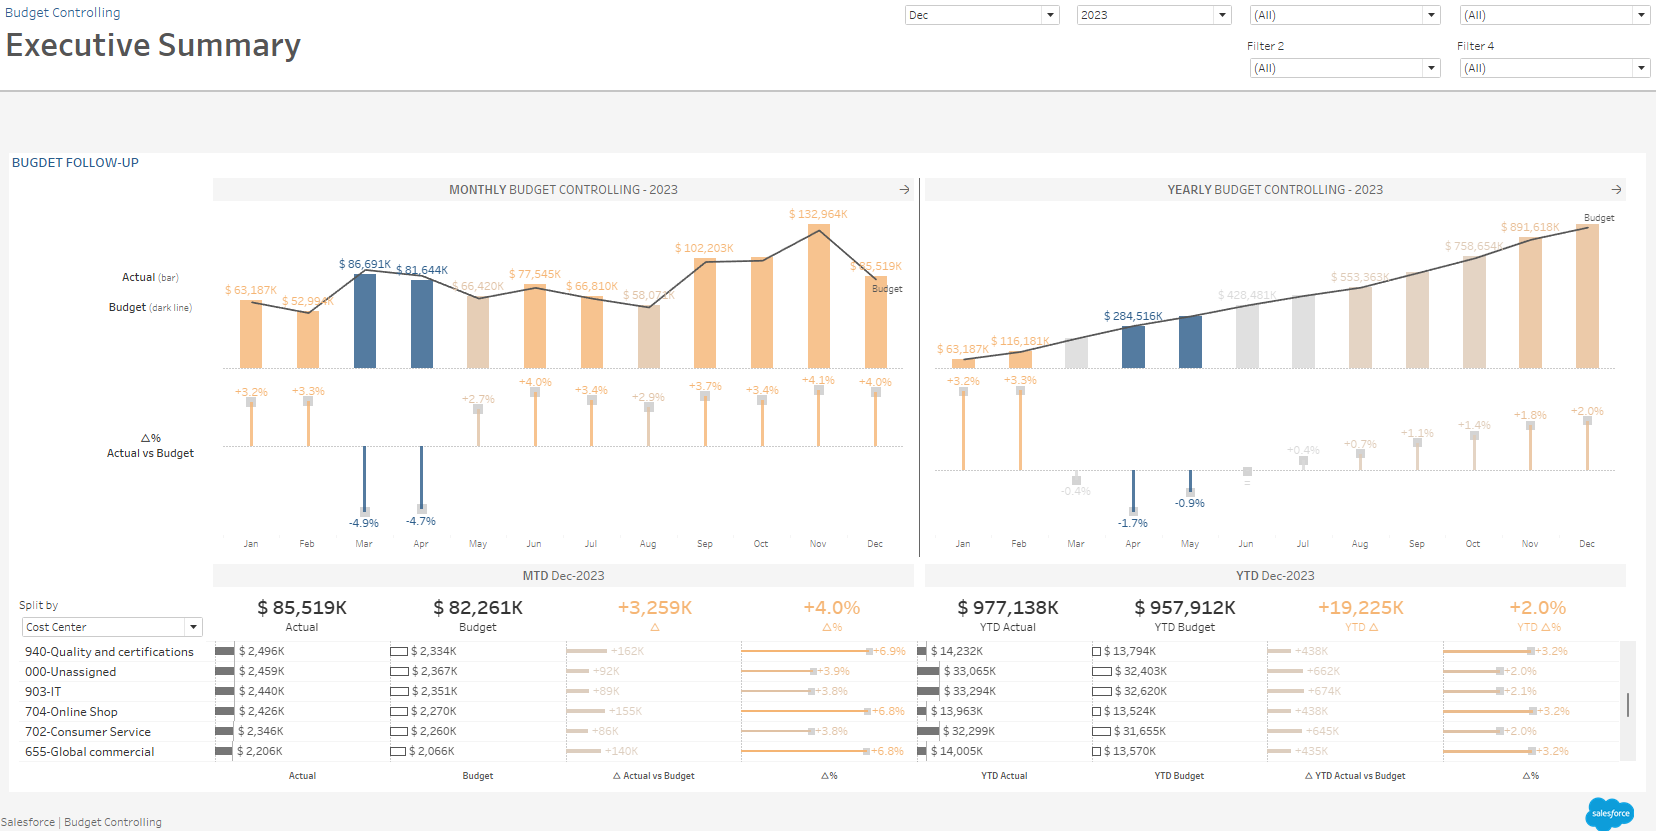 Budget Controlling
Executive Summary
Dec
2023
(All)
(All)
Filter 2
Filter 4
(All)
(All)
BUGDET FOLLOW-UP
MONTHLY BUDGET CONTROLLING - 2023
→
YEARLY BUDGET CONTROLLING - 2023
→
Actual (bar)
Budget (dark line)
$ 63,187K
$ 52,994K
$ 86,691K
$ 81,644K
$ 66,420K
$ 77,545K
$ 66,810K
$ 58,071K
$ 102,203K
$ 132,964K
$ 85,519K
Budget
$ 63,187K
$ 116,181K
$ 284,516K
$ 428,481K
$ 553,363K
$ 758,654K
$ 891,618K
Budget
△%
Actual vs Budget
+3.2%
+3.3%
-4.9%
-4.7%
+2.7%
+4.0%
+3.4%
+2.9%
+3.7%
+3.4%
+4.1%
+4.0%
+3.2%
+3.3%
-0.4%
-1.7%
-0.9%
=
+0.4%
+0.7%
+1.1%
+1.4%
+1.8%
+2.0%
Jan Feb Mar Apr May Jun Jul Aug Sep Oct Nov Dec
Jan Feb Mar Apr May Jun Jul Aug Sep Oct Nov Dec
MTD Dec-2023
YTD Dec-2023
Split by
Cost Center
$ 85,519K $ 82,261K +3,259K +4.0% $ 977,138K $ 957,912K +19,225K +2.0%
Actual Budget △ △% YTD Actual YTD Budget YTD △ YTD △%
940-Quality and certifications $ 2,496K $ 2,334K +162K +6.9% $ 14,232K $ 13,794K +438K +3.2%
000-Unassigned $ 2,459K $ 2,367K +92K +3.9% $ 33,065K $ 32,403K +662K +2.0%
903-IT $ 2,440K $ 2,351K +89K +3.8% $ 33,294K $ 32,620K +674K +2.1%
704-Online Shop $ 2,426K $ 2,270K +155K +6.8% $ 13,963K $ 13,524K +438K +3.2%
702-Consumer Service $ 2,346K $ 2,260K +86K +3.8% $ 32,299K $ 31,655K +645K +2.0%
655-Global commercial $ 2,206K $ 2,066K +140K +6.8% $ 14,005K $ 13,570K +435K +3.2%
Actual Budget △ Actual vs Budget △% YTD Actual YTD Budget △ YTD Actual vs Budget △%
Salesforce | Budget Controlling
salesforce